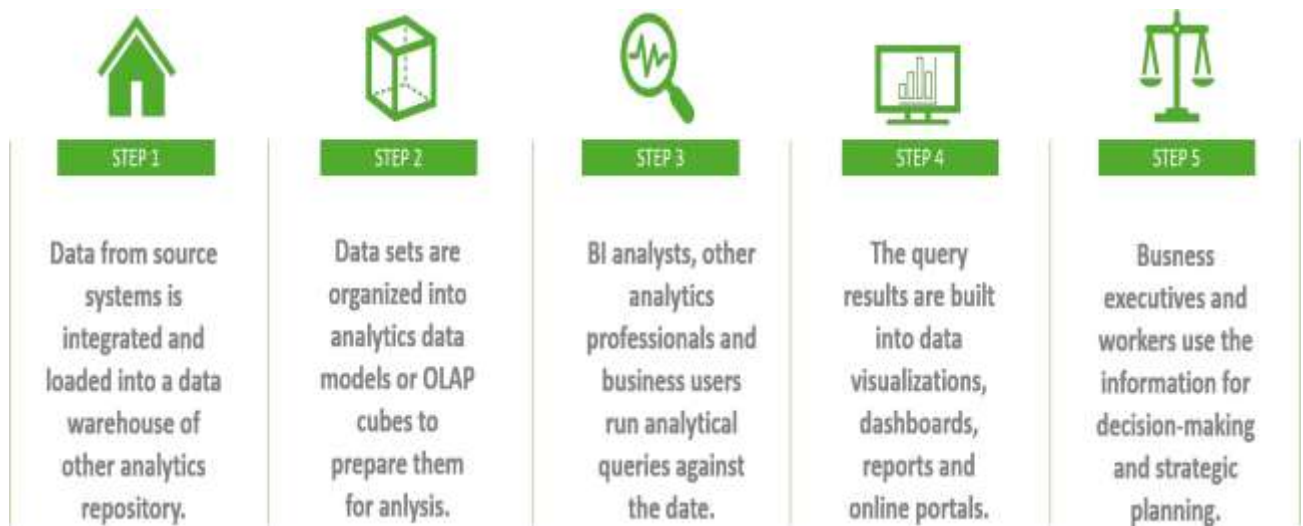 STEP 1
Data from source
systems is
integrated and
loaded into a data
warehouse of
other analytics
repository.
STEP 2
Data sets are
organized into
analytics data
models or OLAP
cubes to
prepare them
for anlysis.
STEP 3
BI analysts, other
analytics
professionals and
business users
run analytical
queries against
the date.
STEP 4
The query
results are built
into data
visualizations,
dashboards,
reports and
online portals.
STEP 5
Busness
executives and
workers use the
information for
decision-making
and strategic
planning.